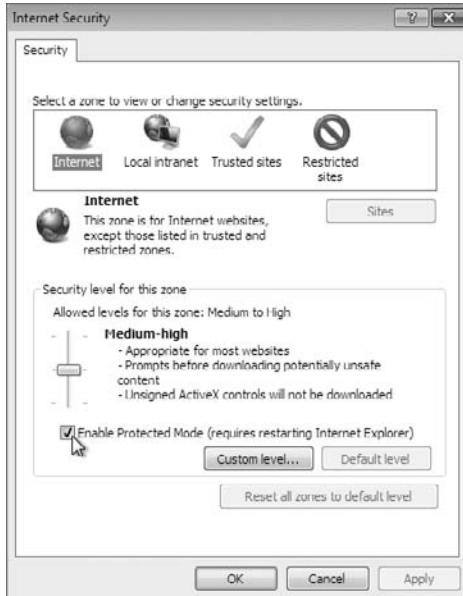 Internet Security
Security
Select a zone to view or change security settings.
Internet
Local intranet
Trusted sites
Restricted
sites
Internet
This zone is for Internet websites,
except those listed in trusted and
restricted zones.
Sites
Security level for this zone
Allowed levels for this zone: Medium to High
Medium-high
- Appropriate for most websites
- Prompts before downloading potentially unsafe
content
- Unsigned ActiveX controls will not be downloaded
Enable Protected Mode (requires restarting Internet Explorer)
Custom level...
Default level
Reset all zones to default level
OK
Cancel
Apply